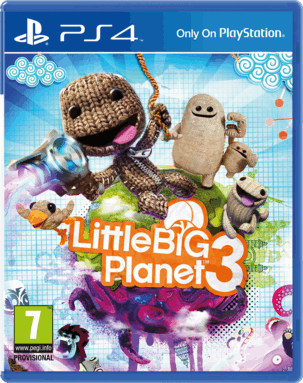 PS4
Only On PlayStation®
LittleBIG
Planet 3
7
www.pegi.info
PROVISIONAL